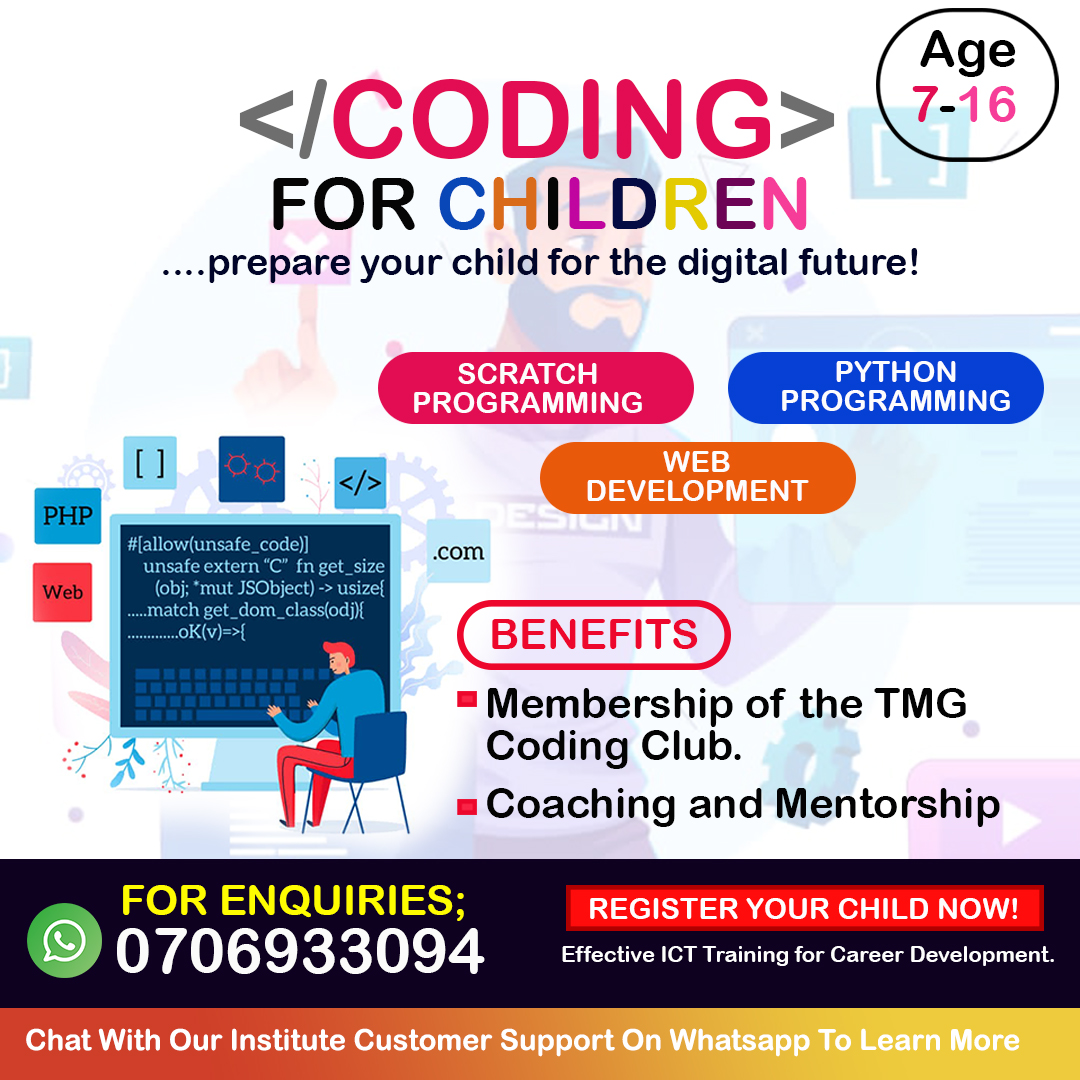 Age
7-16
</CODING>
FOR CHILDREN
....prepare your child for the digital future!
SCRATCH
PROGRAMMING
PYTHON
PROGRAMMING
WEB
DEVELOPMENT
[ ]
</>
PHP
.com
Web
#[allow(unsafe_code)]
unsafe extern “C” fn get_size
(obj; *mut JSObject) -> usize{
.....match get_dom_class(odj){
.............oK(v)=>{
DESIGN
[ ]
BENEFITS
Membership of the TMG
Coding Club.
Coaching and Mentorship
FOR ENQUIRIES;
0706933094
REGISTER YOUR CHILD NOW!
Effective ICT Training for Career Development.
Chat With Our Institute Customer Support On Whatsapp To Learn More